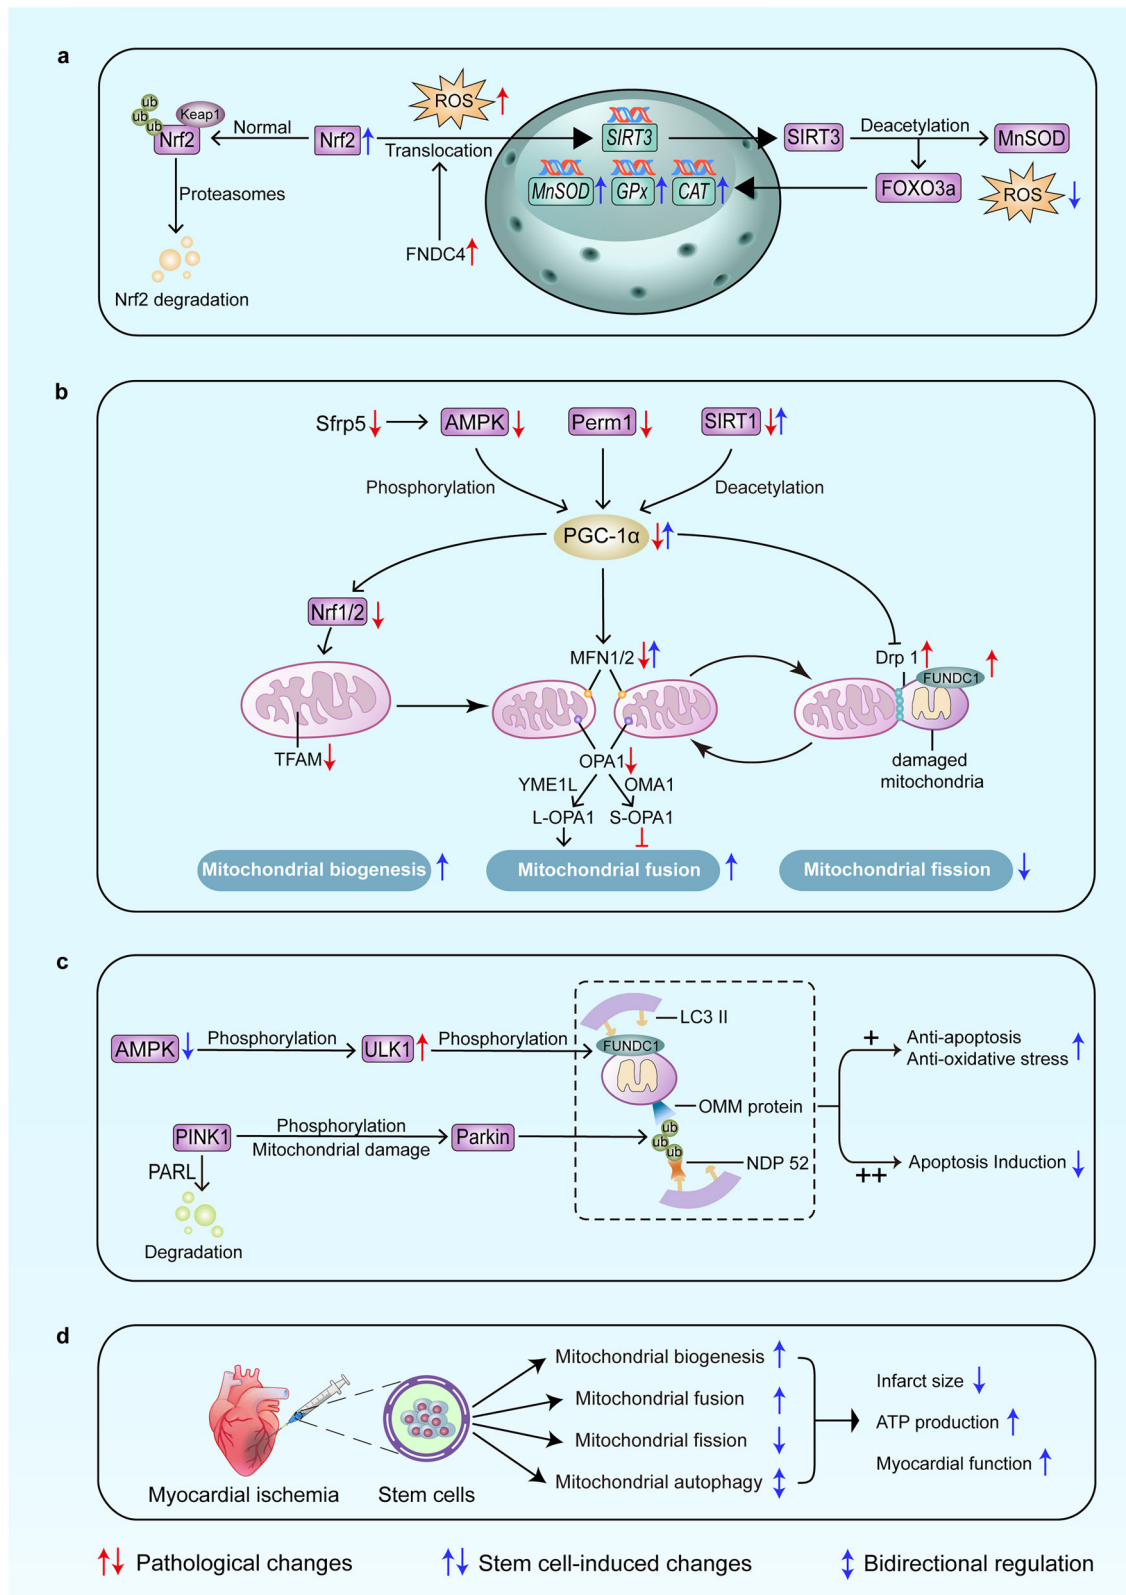 a
ub
ub
ub
Keap1
Nrf2
Normal
Nrf2
ROS
Translocation
FNDC4
Proteasomes
Nrf2 degradation
SIRT3
MnSOD
GPx
CAT
SIRT3
Deacetylation
MnSOD
FOXO3a
ROS
b
Sfrp5
AMPK
Perm1
SIRT1
Phosphorylation
Deacetylation
PGC-1α
Nrf1/2
MFN1/2
Drp 1
FUNDC1
TFAM
OPA1
YME1L
OMA1
L-OPA1
S-OPA1
damaged
mitochondria
Mitochondrial biogenesis
Mitochondrial fusion
Mitochondrial fission
c
AMPK
Phosphorylation
ULK1
Phosphorylation
LC3 II
FUNDC1
OMM protein
+
Anti-apoptosis
Anti-oxidative stress
PINK1
Phosphorylation
Mitochondrial damage
Parkin
ub
ub
ub
NDP 52
++
Apoptosis Induction
PARL
Degradation
d
Myocardial ischemia
Stem cells
Mitochondrial biogenesis
Mitochondrial fusion
Mitochondrial fission
Mitochondrial autophagy
Infarct size
ATP production
Myocardial function
Pathological changes
Stem cell-induced changes
Bidirectional regulation